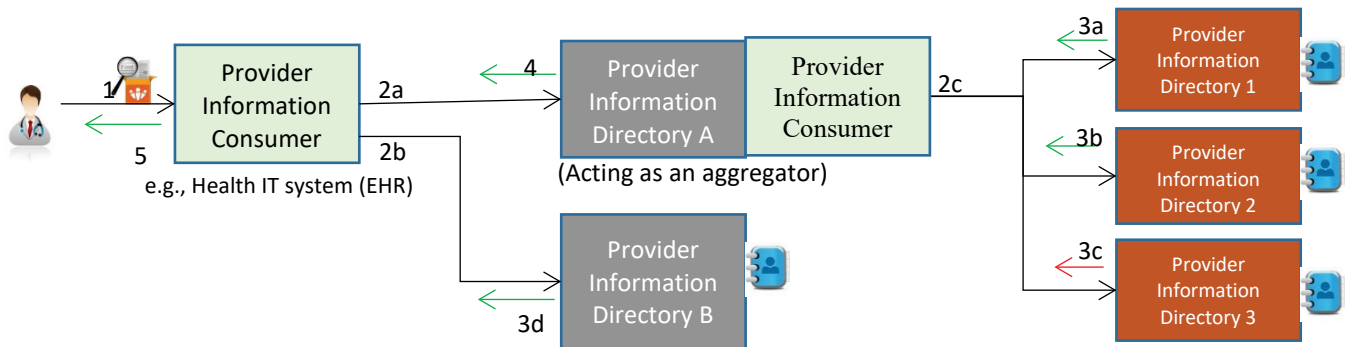 1
5
Provider
Information
Consumer
e.g., Health IT system (EHR)
2a
2b
4
Provider
Information
Directory A
Provider
Information
Consumer
(Acting as an aggregator)
2c
3d
Provider
Information
Directory B
3a
Provider
Information
Directory 1
3b
Provider
Information
Directory 2
3c
Provider
Information
Directory 3